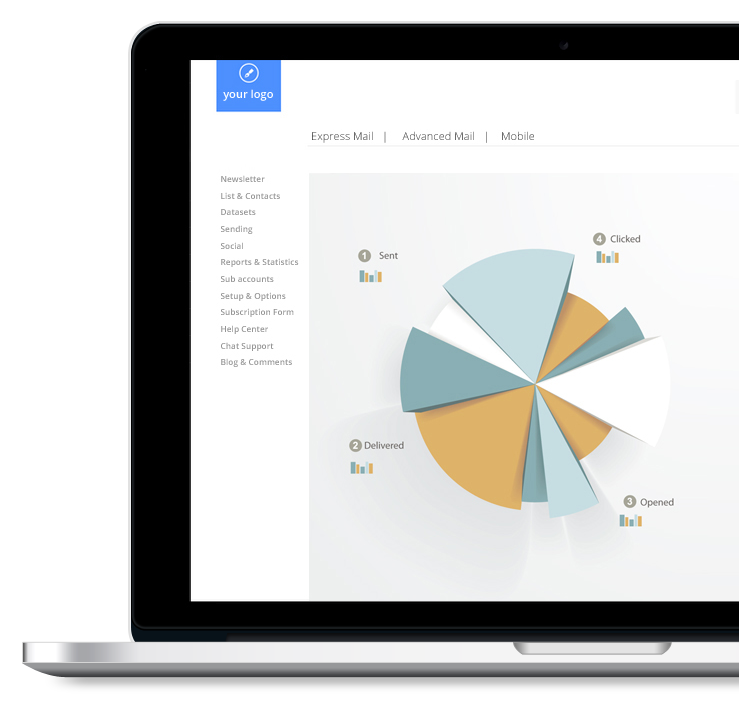 your logo
Express Mail | Advanced Mail | Mobile
Newsletter
List & Contacts
Datasets
Sending
Social
Reports & Statistics
Sub accounts
Setup & Options
Subscription Form
Help Center
Chat Support
Blog & Comments
4 Clicked
1 Sent
2 Delivered
3 Opened